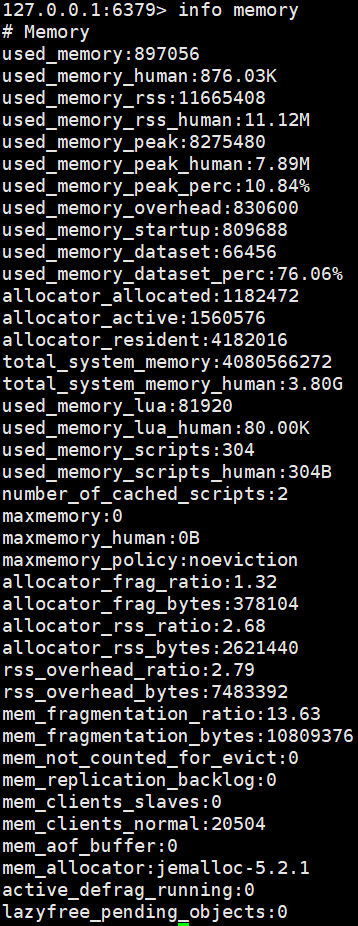 127.0.0.1:6379> info memory
# Memory
used_memory:897056
used_memory_human:876.03K
used_memory_rss:11665408
used_memory_rss_human:11.12M
used_memory_peak:8275480
used_memory_peak_human:7.89M
used_memory_peak_perc:10.84%
used_memory_overhead:830600
used_memory_startup:809688
used_memory_dataset:66456
used_memory_dataset_perc:76.06%
allocator_allocated:1182472
allocator_active:1560576
allocator_resident:4182016
total_system_memory:4080566272
total_system_memory_human:3.80G
used_memory_lua:81920
used_memory_lua_human:80.00K
used_memory_scripts:304
used_memory_scripts_human:304B
number_of_cached_scripts:2
maxmemory:0
maxmemory_human:0B
maxmemory_policy:noeviction
allocator_frag_ratio:1.32
allocator_frag_bytes:378104
allocator_rss_ratio:2.68
allocator_rss_bytes:2621440
rss_overhead_ratio:2.79
rss_overhead_bytes:7483392
mem_fragmentation_ratio:13.63
mem_fragmentation_bytes:10809376
mem_not_counted_for_evict:0
mem_replication_backlog:0
mem_clients_slaves:0
mem_clients_normal:20504
mem_aof_buffer:0
mem_allocator:jemalloc-5.2.1
active_defrag_running:0
lazyfree_pending_objects:0